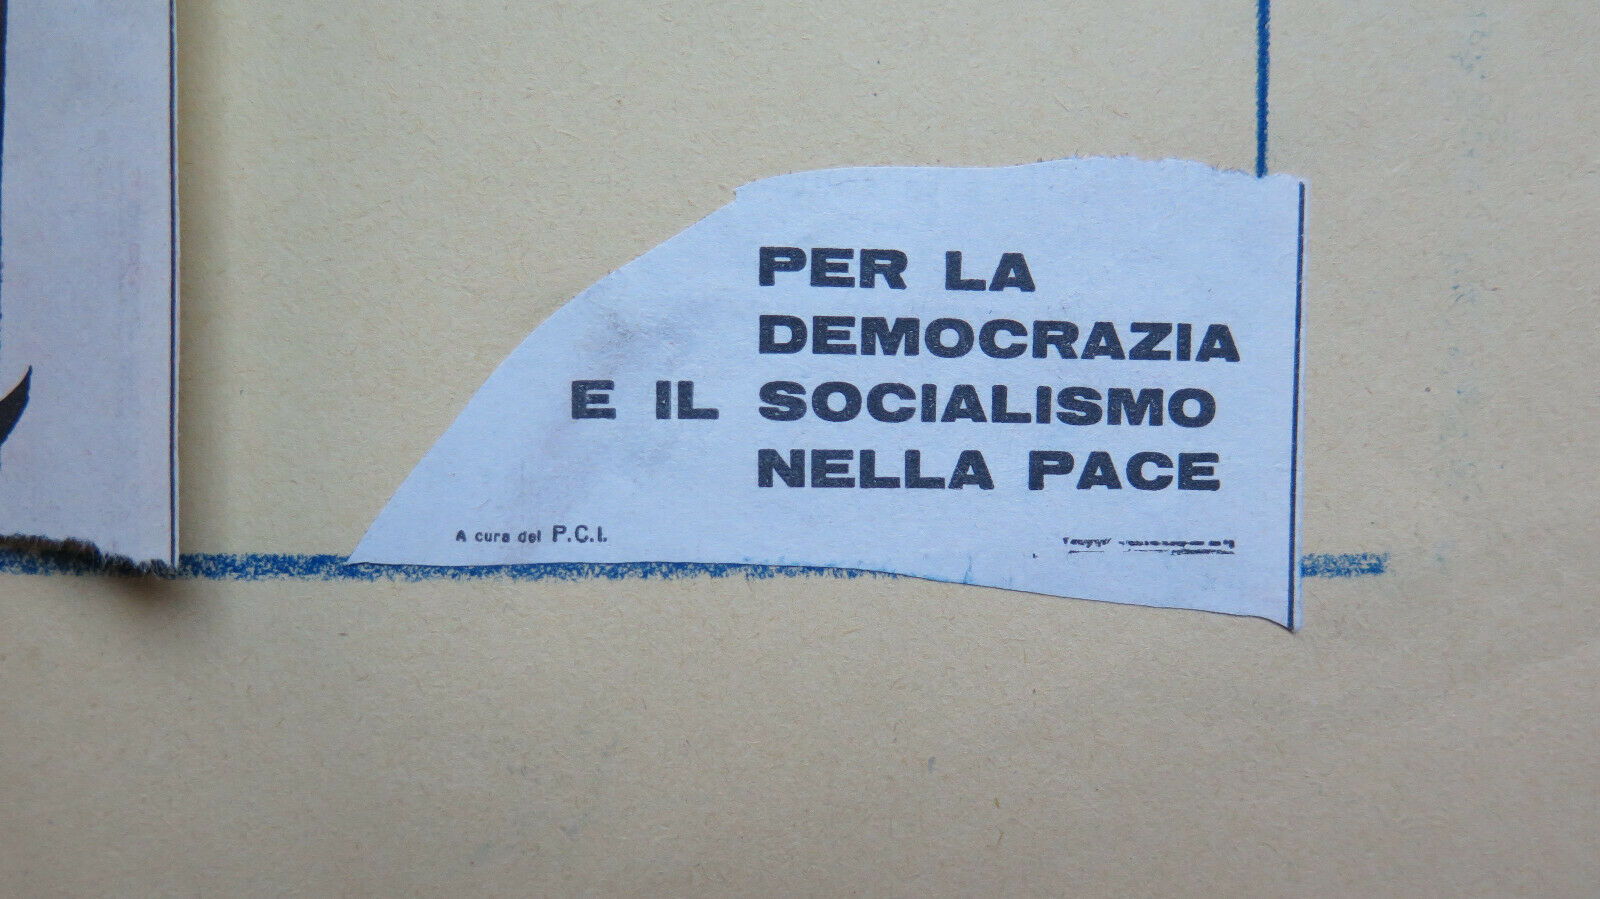 PER LA
DEMOCRAZIA
E IL SOCIALISMO
NELLA PACE
A cura del P.C.I.